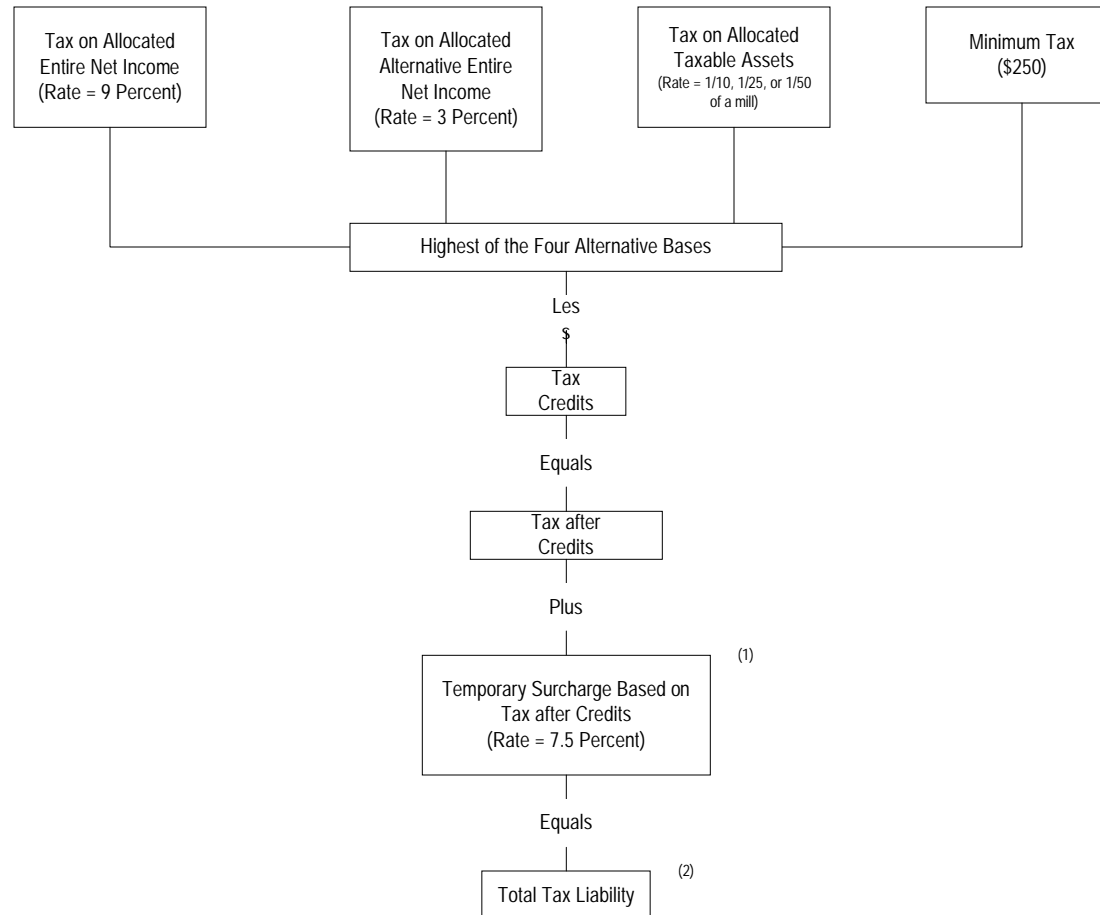 Tax on Allocated
Entire Net Income
(Rate = 9 Percent)
Tax on Allocated
Alternative Entire
Net Income
(Rate = 3 Percent)
Tax on Allocated
Taxable Assets
(Rate = 1/10, 1/25, or 1/50
of a mill)
Minimum Tax
($250)
Highest of the Four Alternative Bases
Les
s
Tax
Credits
Equals
Tax after
Credits
Plus
(1)
Temporary Surcharge Based on
Tax after Credits
(Rate = 7.5 Percent)
Equals
(2)
Total Tax Liability